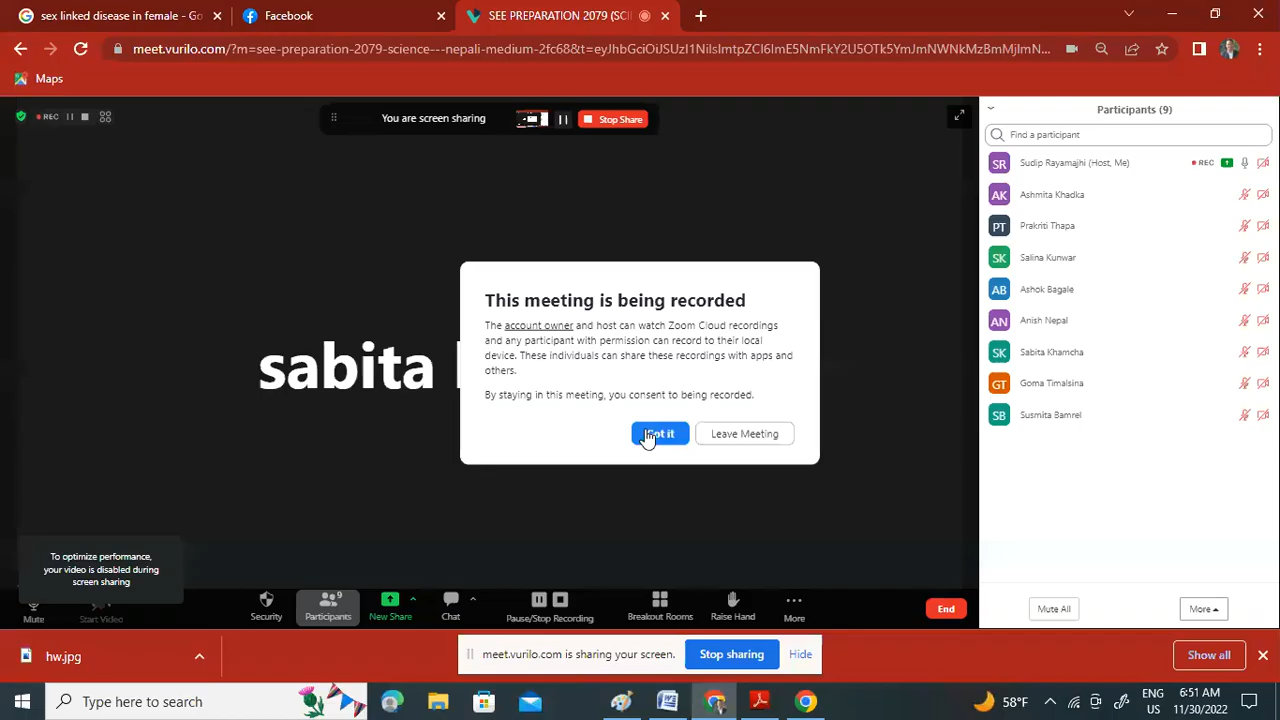 sex linked disease in female - Go
Facebook
SEE PREPARATION 2079 (SCI
meet.vurilo.com/?m=see-preparation-2079-science---nepali-medium-2fc68&t=eyJhbGciOiJSUzI1NiIsImtpZCI6ImE5NmFkY2U5OTk5YmJmNWNkMzBmMjlmN...
Maps
REC
You are screen sharing
Stop Share
Participants (9)
Find a participant
SR Sudip Rayamajhi (Host, Me) REC
AK Ashmita Khadka
PT Prakriti Thapa
SK Salina Kunwar
AB Ashok Bagale
AN Anish Nepal
SK Sabita Khamcha
GT Goma Timalsina
SB Susmita Bamrel
sabita
This meeting is being recorded
The account owner and host can watch Zoom Cloud recordings
and any participant with permission can record to their local
device. These individuals can share these recordings with apps and
others.
By staying in this meeting, you consent to being recorded.
Got it
Leave Meeting
To optimize performance,
your video is disabled during
screen sharing
Mute
Start Video
Security
9
Participants
New Share
Chat
Pause/Stop Recording
Breakout Rooms
Raise Hand
More
End
Mute All
More
hw.jpg
meet.vurilo.com is sharing your screen.
Stop sharing
Hide
Show all
Type here to search
58°F
ENG
US
6:51 AM
11/30/2022